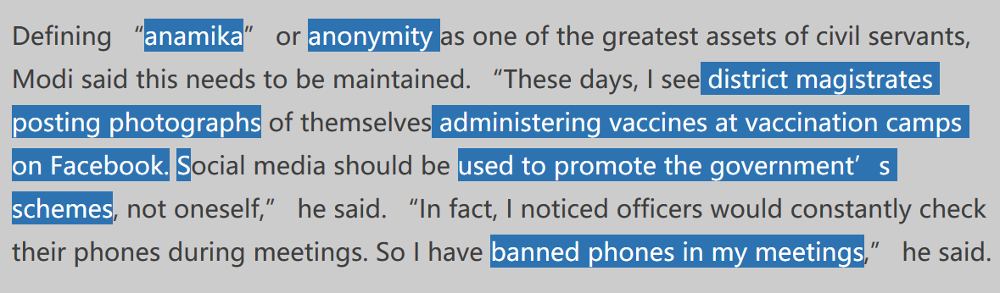 Defining “anamika” or anonymity as one of the greatest assets of civil servants,
Modi said this needs to be maintained. “These days, I see district magistrates
posting photographs of themselves administering vaccines at vaccination camps
on Facebook. Social media should be used to promote the government’s
schemes, not oneself,” he said. “In fact, I noticed officers would constantly check
their phones during meetings. So I have banned phones in my meetings,” he said.